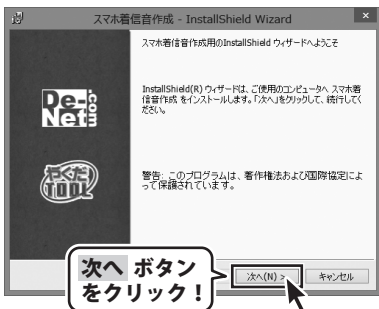 スマホ着信音作成 - InstallShield Wizard
×
スマホ着信音作成用のInstallShield ウィザードへようこそ
InstallShield(R) ウィザードは、ご使用のコンピュータへ スマホ着
信音作成 をインストールします。「次へ」をクリックして、続行してく
ださい。
De-
Net
.com
警告: このプログラムは、著作権法および国際協定によ
って保護されています。
やくだち
TOOL
次へ ボタン
をクリック！
次へ(N) >
キャンセル